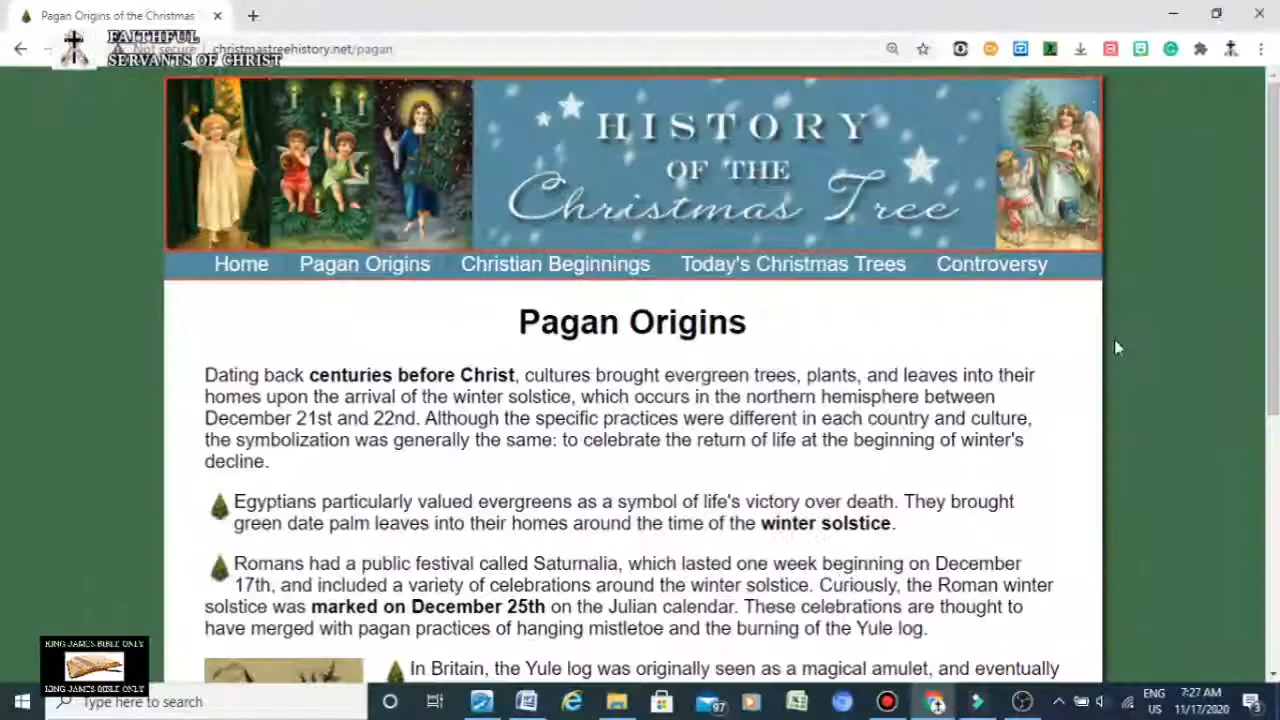 Pagan Origins of the Christmas
FAITHFUL
SERVANTS OF CHRIST
Not secure
christmastreehistory.net/pagan
HISTORY
OF THE
Christmas Tree
Home Pagan Origins Christian Beginnings Today's Christmas Trees Controversy
Pagan Origins
Dating back centuries before Christ, cultures brought evergreen trees, plants, and leaves into their
homes upon the arrival of the winter solstice, which occurs in the northern hemisphere between
December 21st and 22nd. Although the specific practices were different in each country and culture,
the symbolization was generally the same: to celebrate the return of life at the beginning of winter's
decline.
Egyptians particularly valued evergreens as a symbol of life's victory over death. They brought
green date palm leaves into their homes around the time of the winter solstice.
Romans had a public festival called Saturnalia, which lasted one week beginning on December
17th, and included a variety of celebrations around the winter solstice. Curiously, the Roman winter
solstice was marked on December 25th on the Julian calendar. These celebrations are thought to
have merged with pagan practices of hanging mistletoe and the burning of the Yule log.
In Britain, the Yule log was originally seen as a magical amulet, and eventually
KING JAMES BIBLE ONLY
KING JAMES BIBLE ONLY
Type here to search
97
ENG
US
7:27 AM
11/17/2020
3